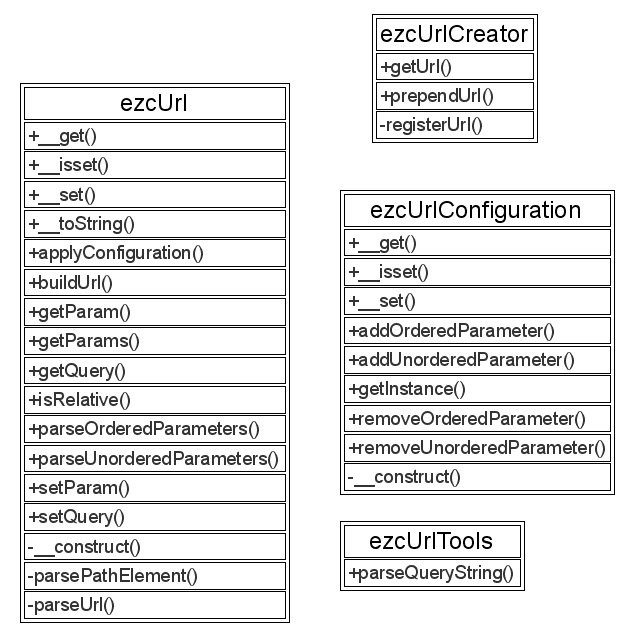 ezcUrl
+__get()
+__isset()
+__set()
+__toString()
+applyConfiguration()
+buildUrl()
+getParam()
+getParams()
+getQuery()
+isRelative()
+parseOrderedParameters()
+parseUnorderedParameters()
+setParam()
+setQuery()
-__construct()
-parsePathElement()
-parseUrl()
ezcUrlCreator
+getUrl()
+prependUrl()
-registerUrl()
ezcUrlConfiguration
+__get()
+__isset()
+__set()
+addOrderedParameter()
+addUnorderedParameter()
+getInstance()
+removeOrderedParameter()
+removeUnorderedParameter()
-__construct()
ezcUrlTools
+parseQueryString()